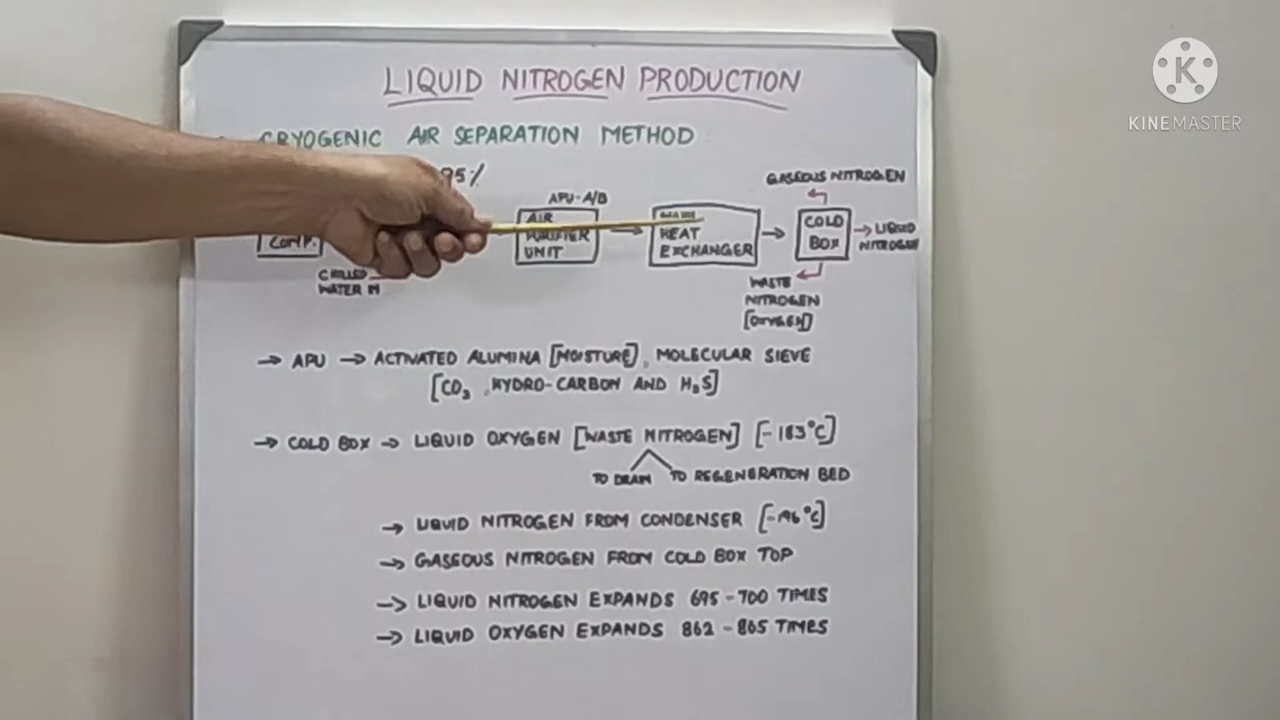 LIQUID NITROGEN PRODUCTION
CRYOGENIC AIR SEPARATION METHOD
95%
APU-A/B
GASEOUS NITROGEN
COMP.
AIR
PURIFIER
UNIT
HEAT
EXCHANGER
COLD
BOX
LIQUID
NITROGEN
CHILLED
WATER IN
WASTE
NITROGEN
[OXYGEN]
→ APU → ACTIVATED ALUMINA [MOISTURE], MOLECULAR SIEVE
[CO₂, HYDRO-CARBON AND H₂S]
→ COLD BOX → LIQUID OXYGEN [WASTE NITROGEN] [-183°C]
TO DRAIN TO REGENERATION BED
→ LIQUID NITROGEN FROM CONDENSER [-196°C]
→ GASEOUS NITROGEN FROM COLD BOX TOP
→ LIQUID NITROGEN EXPANDS 695-700 TIMES
→ LIQUID OXYGEN EXPANDS 862-865 TIMES
K
KINEMASTER